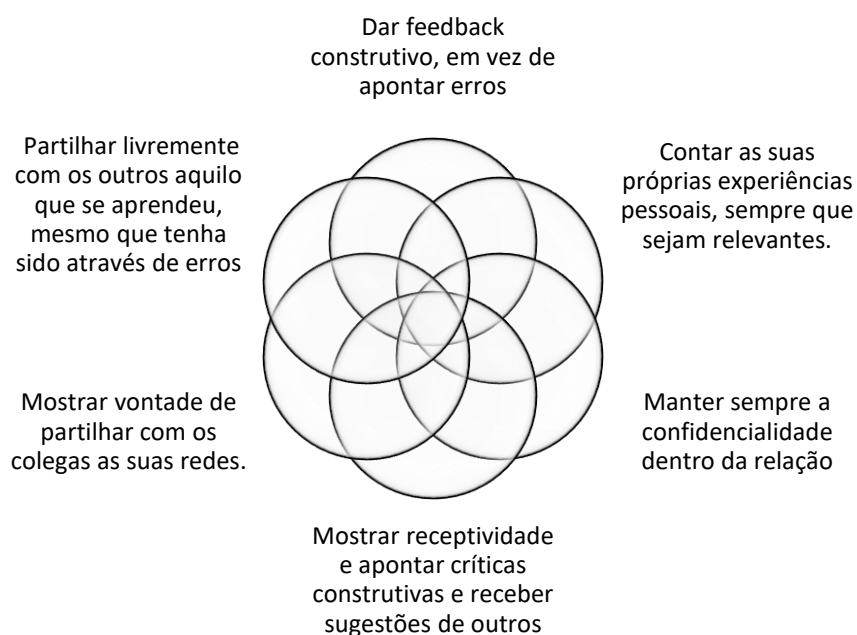 Dar feedback
construtivo, em vez de
apontar erros
Partilhar livremente
com os outros aquilo
que se aprendeu,
mesmo que tenha
sido através de erros
Contar as suas
próprias experiências
pessoais, sempre que
sejam relevantes.
Mostrar vontade de
partilhar com os
colegas as suas redes.
Manter sempre a
confidencialidade
dentro da relação
Mostrar receptividade
e apontar críticas
construtivas e receber
sugestões de outros